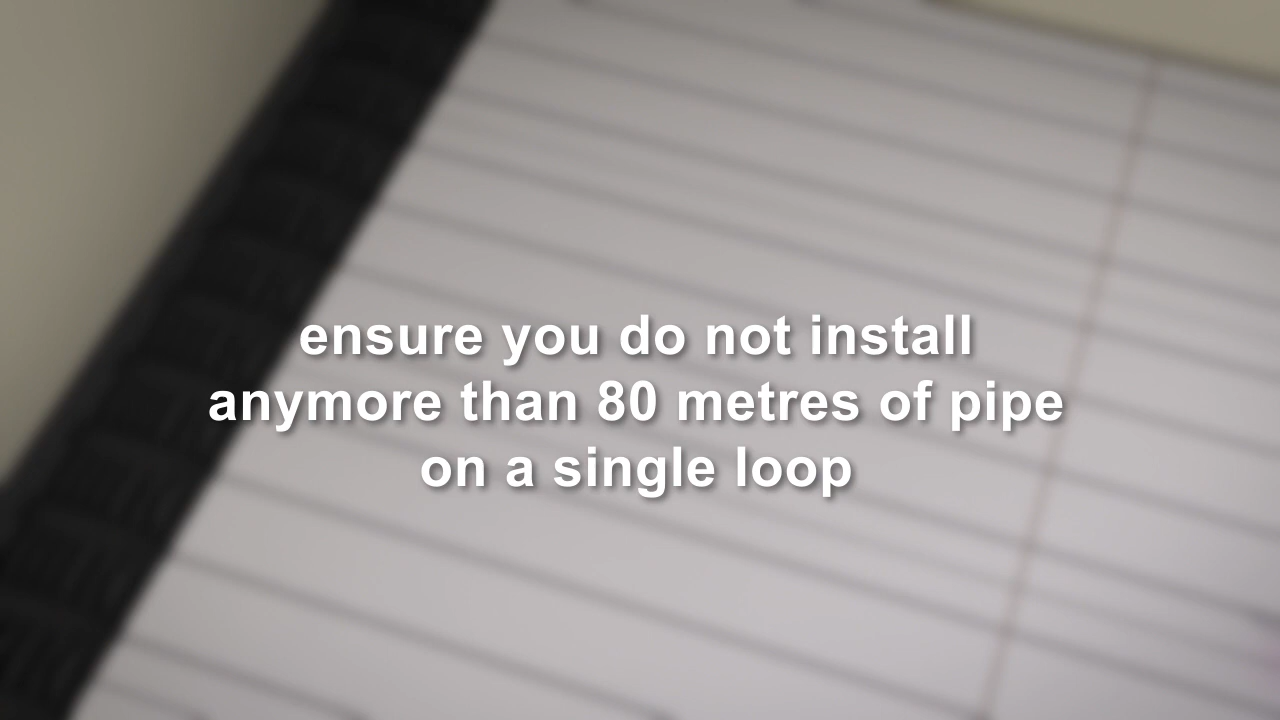 ensure you do not install
anymore than 80 metres of pipe
on a single loop